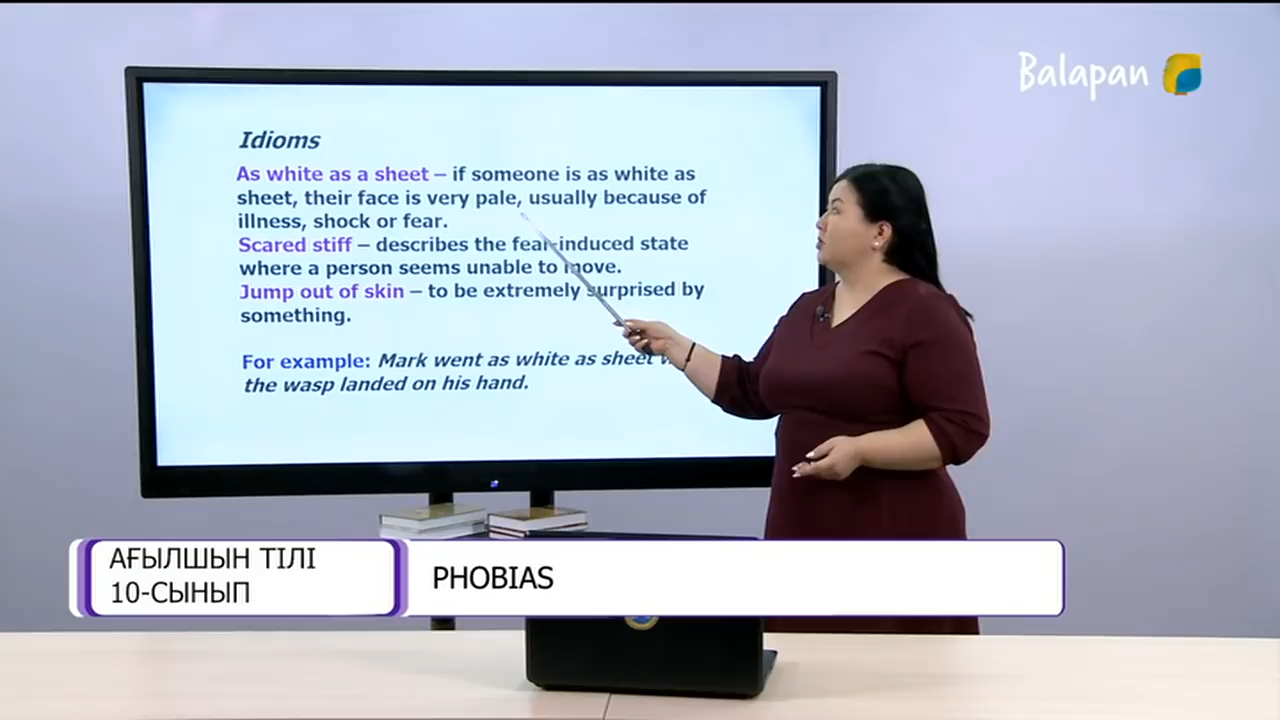 Balapan
Idioms
As white as a sheet – if someone is as white as
sheet, their face is very pale, usually because of
illness, shock or fear.
Scared stiff – describes the fear-induced state
where a person seems unable to move.
Jump out of skin – to be extremely surprised by
something.
For example: Mark went as white as sheet
the wasp landed on his hand.
АҒЫЛШЫН ТІЛІ
10-СЫНЫП
PHOBIAS